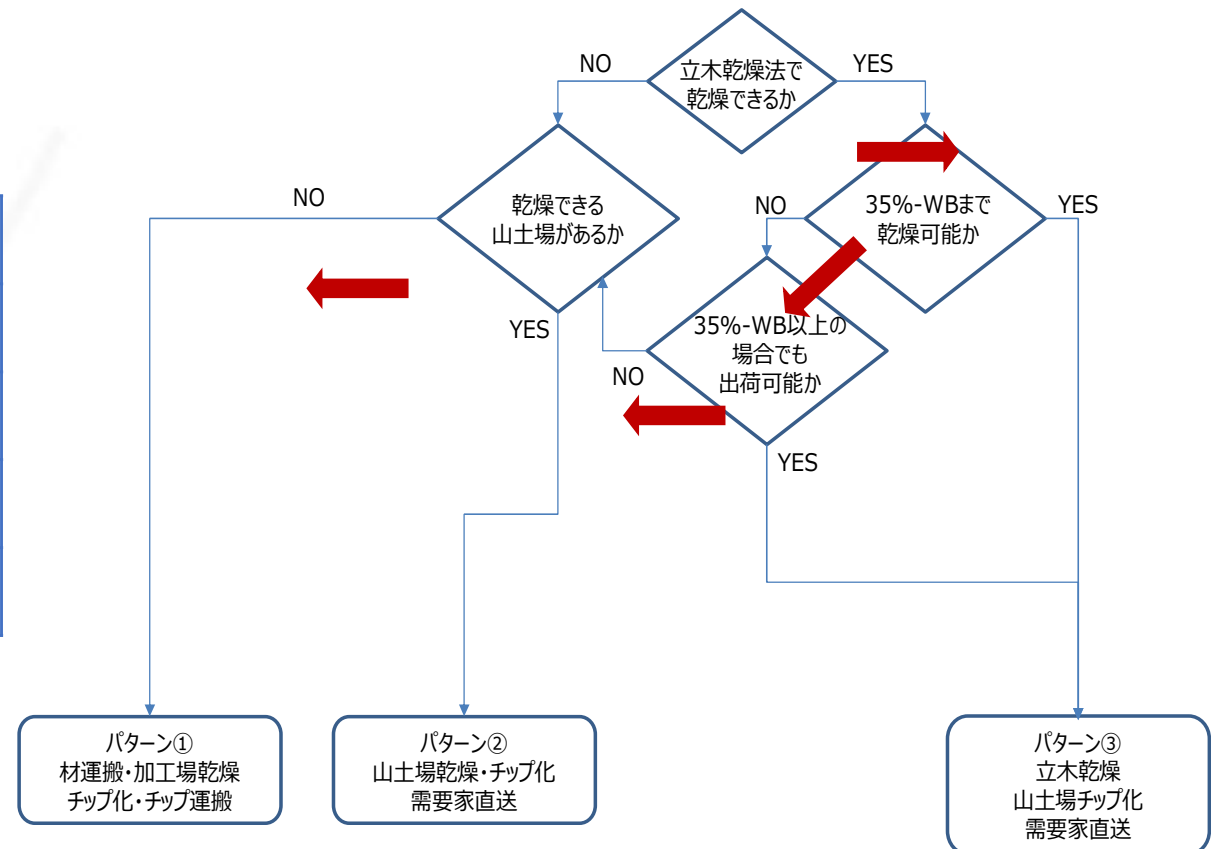 NO
立木乾燥法で
乾燥できるか
YES
NO
乾燥できる
山土場があるか
YES
NO
35%-WBまで
乾燥可能か
YES
35%-WB以上の
場合でも
出荷可能か
NO
YES
パターン①
材運搬・加工場乾燥
チップ化・チップ運搬
パターン②
山土場乾燥・チップ化
需要家直送
パターン③
立木乾燥
山土場チップ化
需要家直送